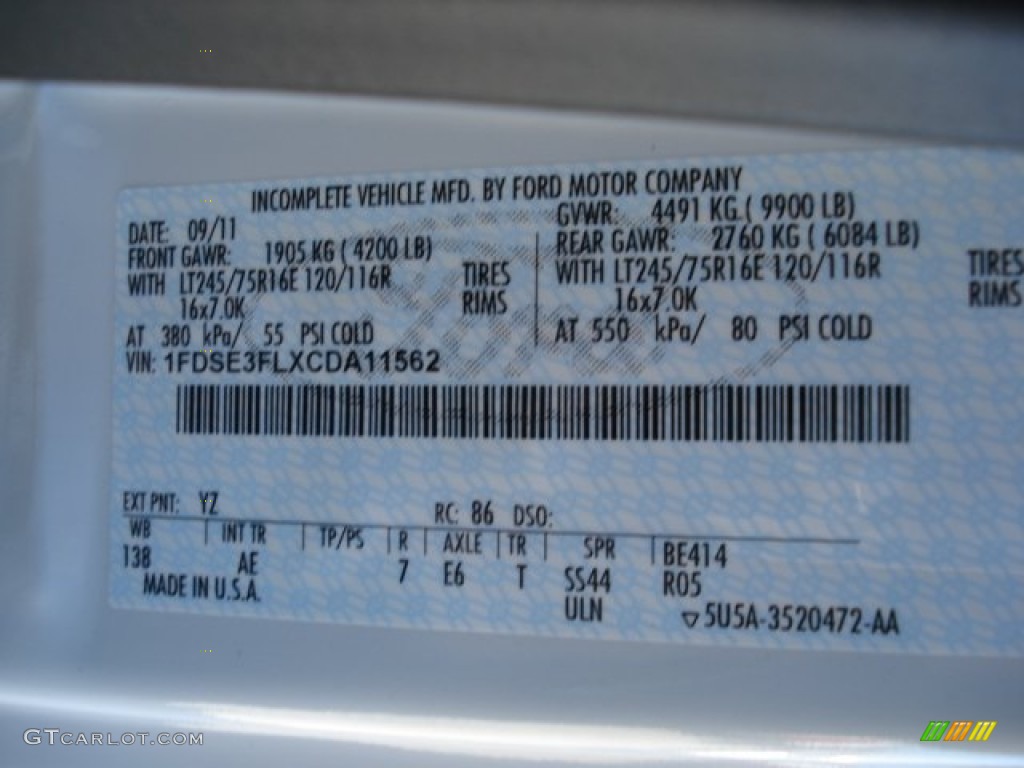 INCOMPLETE VEHICLE MFD. BY FORD MOTOR COMPANY
DATE: 09/11 GVWR: 4491 KG ( 9900 LB)
FRONT GAWR: 1905 KG ( 4200 LB) REAR GAWR: 2760 KG ( 6084 LB)
WITH LT245/75R16E 120/116R TIRES WITH LT245/75R16E 120/116R TIRES
16x7.0K RIMS 16x7.0K RIMS
AT 380 kPa/ 55 PSI COLD AT 550 kPa/ 80 PSI COLD
VIN: 1FDSE3FLXCDA11562
EXT PNT: YZ RC: 86 DSO:
WB INT TR TP/PS R AXLE TR SPR BE414
138 AE 7 E6 T SS44 R05
MADE IN U.S.A. ULN ▽5U5A-3520472-AA
GTCARLOT.COM